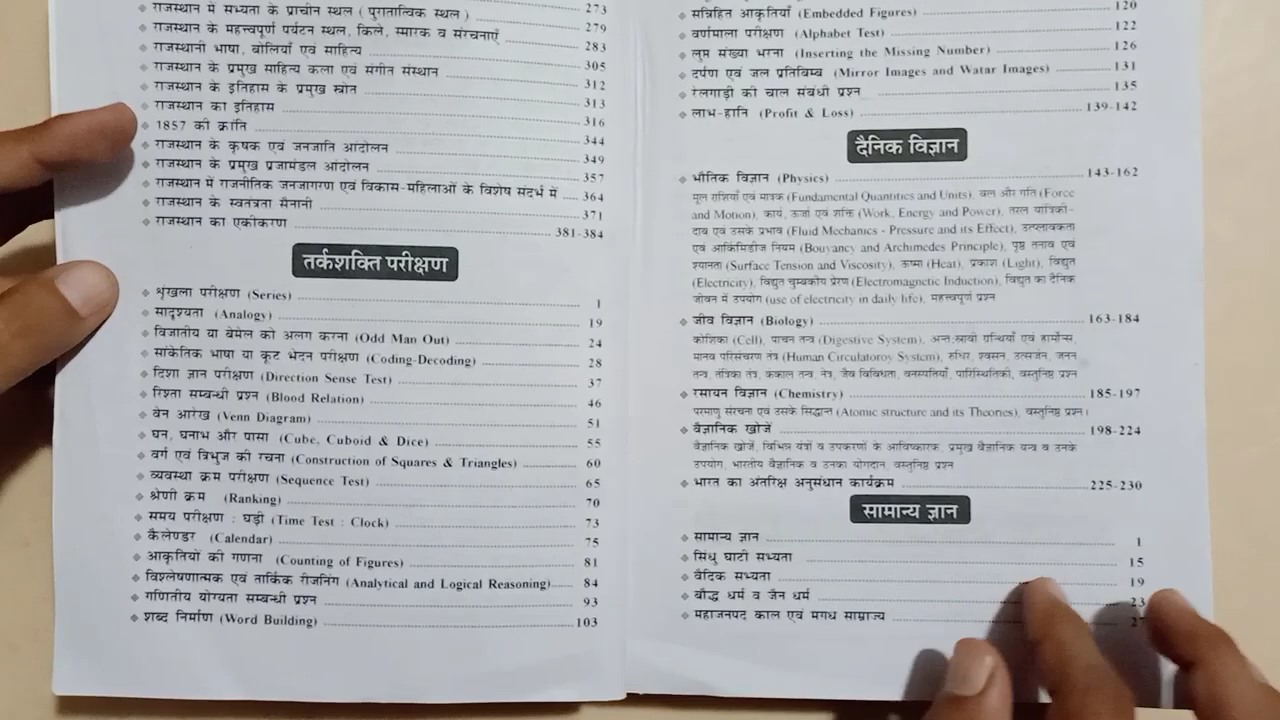 राजस्थान में सभ्यता के प्राचीन स्थल ( पुरातात्विक स्थल ) 273
राजस्थान के महत्त्वपूर्ण पर्यटन स्थल, किले, स्मारक व संरचनाएँ 279
राजस्थानी भाषा, बोलियाँ एवं साहित्य 283
राजस्थान के प्रमुख साहित्य कला एवं संगीत संस्थान 305
राजस्थान के इतिहास के प्रमुख स्रोत 312
राजस्थान का इतिहास 313
1857 की क्रांति 316
राजस्थान के कृषक एवं जनजाति आंदोलन 344
राजस्थान के प्रमुख प्रजामंडल आंदोलन 349
357
राजस्थान में राजनीतिक जनजागरण एवं विकास-महिलाओं के विशेष संदर्भ में 364
राजस्थान के स्वतंत्रता सैनानी 371
राजस्थान का एकीकरण 381-384
तर्कशक्ति परीक्षण
श्रृंखला परीक्षण (Series) 1
सादृश्यता (Analogy) 19
विजातीय या बेमेल को अलग करना (Odd Man Out) 24
सांकेतिक भाषा या कूट भेदन परीक्षण (Coding-Decoding) 28
दिशा ज्ञान परीक्षण (Direction Sense Test) 37
रिश्ता सम्बन्धी प्रश्न (Blood Relation) 46
वेन आरेख (Venn Diagram) 51
घन, घनाभ और पासा (Cube, Cuboid & Dice) 55
वर्ग एवं त्रिभुज की रचना (Construction of Squares & Triangles) 60
व्यवस्था क्रम परीक्षण (Sequence Test) 65
श्रेणी क्रम (Ranking) 70
समय परीक्षण : घड़ी (Time Test : Clock) 73
कैलेण्डर (Calendar) 75
आकृतियों की गणना (Counting of Figures) 81
विश्लेषणात्मक एवं तार्किक रीजनिंग (Analytical and Logical Reasoning) 84
गणितीय योग्यता सम्बन्धी प्रश्न 93
शब्द निर्माण (Word Building) 103
सन्निहित आकृतियाँ (Embedded Figures) 120
वर्णमाला परीक्षण (Alphabet Test) 122
लुप्त संख्या भरना (Inserting the Missing Number) 126
दर्पण एवं जल प्रतिबिम्ब (Mirror Images and Watar Images) 131
रेलगाड़ी की चाल संबंधी प्रश्न 135
लाभ-हानि (Profit & Loss) 139-142
दैनिक विज्ञान
भौतिक विज्ञान (Physics) 143-162
मूल राशियाँ एवं मात्रक (Fundamental Quantities and Units), बल और गति (Force
and Motion), कार्य, ऊर्जा एवं शक्ति (Work, Energy and Power), तरल यांत्रिकी-
दाब एवं उसके प्रभाव (Fluid Mechanics - Pressure and its Effect), उत्प्लावकता
एवं आर्किमिडीज नियम (Bouyancy and Archimedes Principle), पृष्ठ तनाव एवं
श्यानता (Surface Tension and Viscosity), ऊष्मा (Heat), प्रकाश (Light), विद्युत
(Electricity), विद्युत चुम्बकीय प्रेरण (Electromagnetic Induction), विद्युत का दैनिक
जीवन में उपयोग (use of electricity in daily life), महत्त्वपूर्ण प्रश्न
जीव विज्ञान (Biology) 163-184
कोशिका (Cell), पाचन तन्त्र (Digestive System), अन्तःस्रावी ग्रन्थियाँ एवं हार्मोन्स,
मानव परिसंचरण तंत्र (Human Circulatoroy System), रुधिर, श्वसन, उत्सर्जन, जनन
तन्त्र, तंत्रिका तंत्र, कंकाल तन्त्र, नेत्र, जैव विविधता, वनस्पतियाँ, पारिस्थितिकी, वस्तुनिष्ठ प्रश्न
रसायन विज्ञान (Chemistry) 185-197
परमाणु संरचना एवं उसके सिद्धान्त (Atomic structure and its Theories), वस्तुनिष्ठ प्रश्न।
वैज्ञानिक खोजें 198-224
वैज्ञानिक खोजें, विभिन्न यंत्रों व उपकरणों के आविष्कारक, प्रमुख वैज्ञानिक यन्त्र व उनके
उपयोग, भारतीय वैज्ञानिक व उनका योगदान, वस्तुनिष्ठ प्रश्न
भारत का अंतरिक्ष अनुसंधान कार्यक्रम 225-230
सामान्य ज्ञान
सामान्य ज्ञान 1
सिंधु घाटी सभ्यता 15
वैदिक सभ्यता 19
बौद्ध धर्म व जैन धर्म 23
महाजनपद काल एवं मगध साम्राज्य